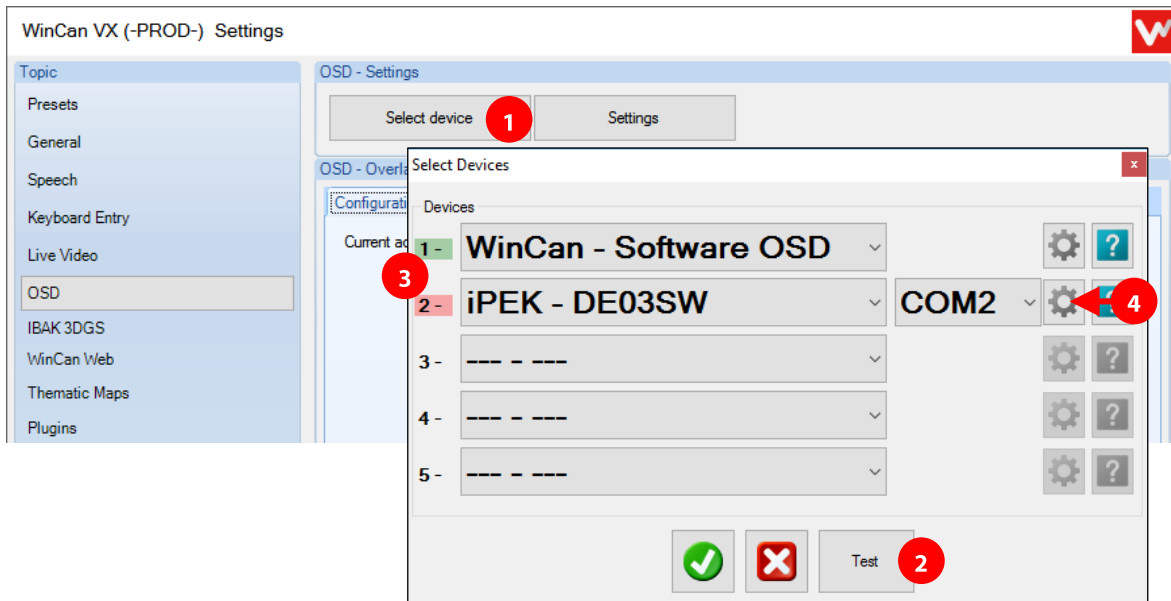 WinCan VX (-PROD-) Settings
Topic
Presets
General
Speech
Keyboard Entry
Live Video
OSD
IBAK 3DGS
WinCan Web
Thematic Maps
Plugins
OSD - Settings
Select device
1
Settings
OSD - Overla
Configurati
Current ac
Select Devices
x
Devices
1 - WinCan - Software OSD ?
3
2 - iPEK - DE03SW COM2 4
3 - --- - --- ?
4 - --- - --- ?
5 - --- - --- ?
Test
2